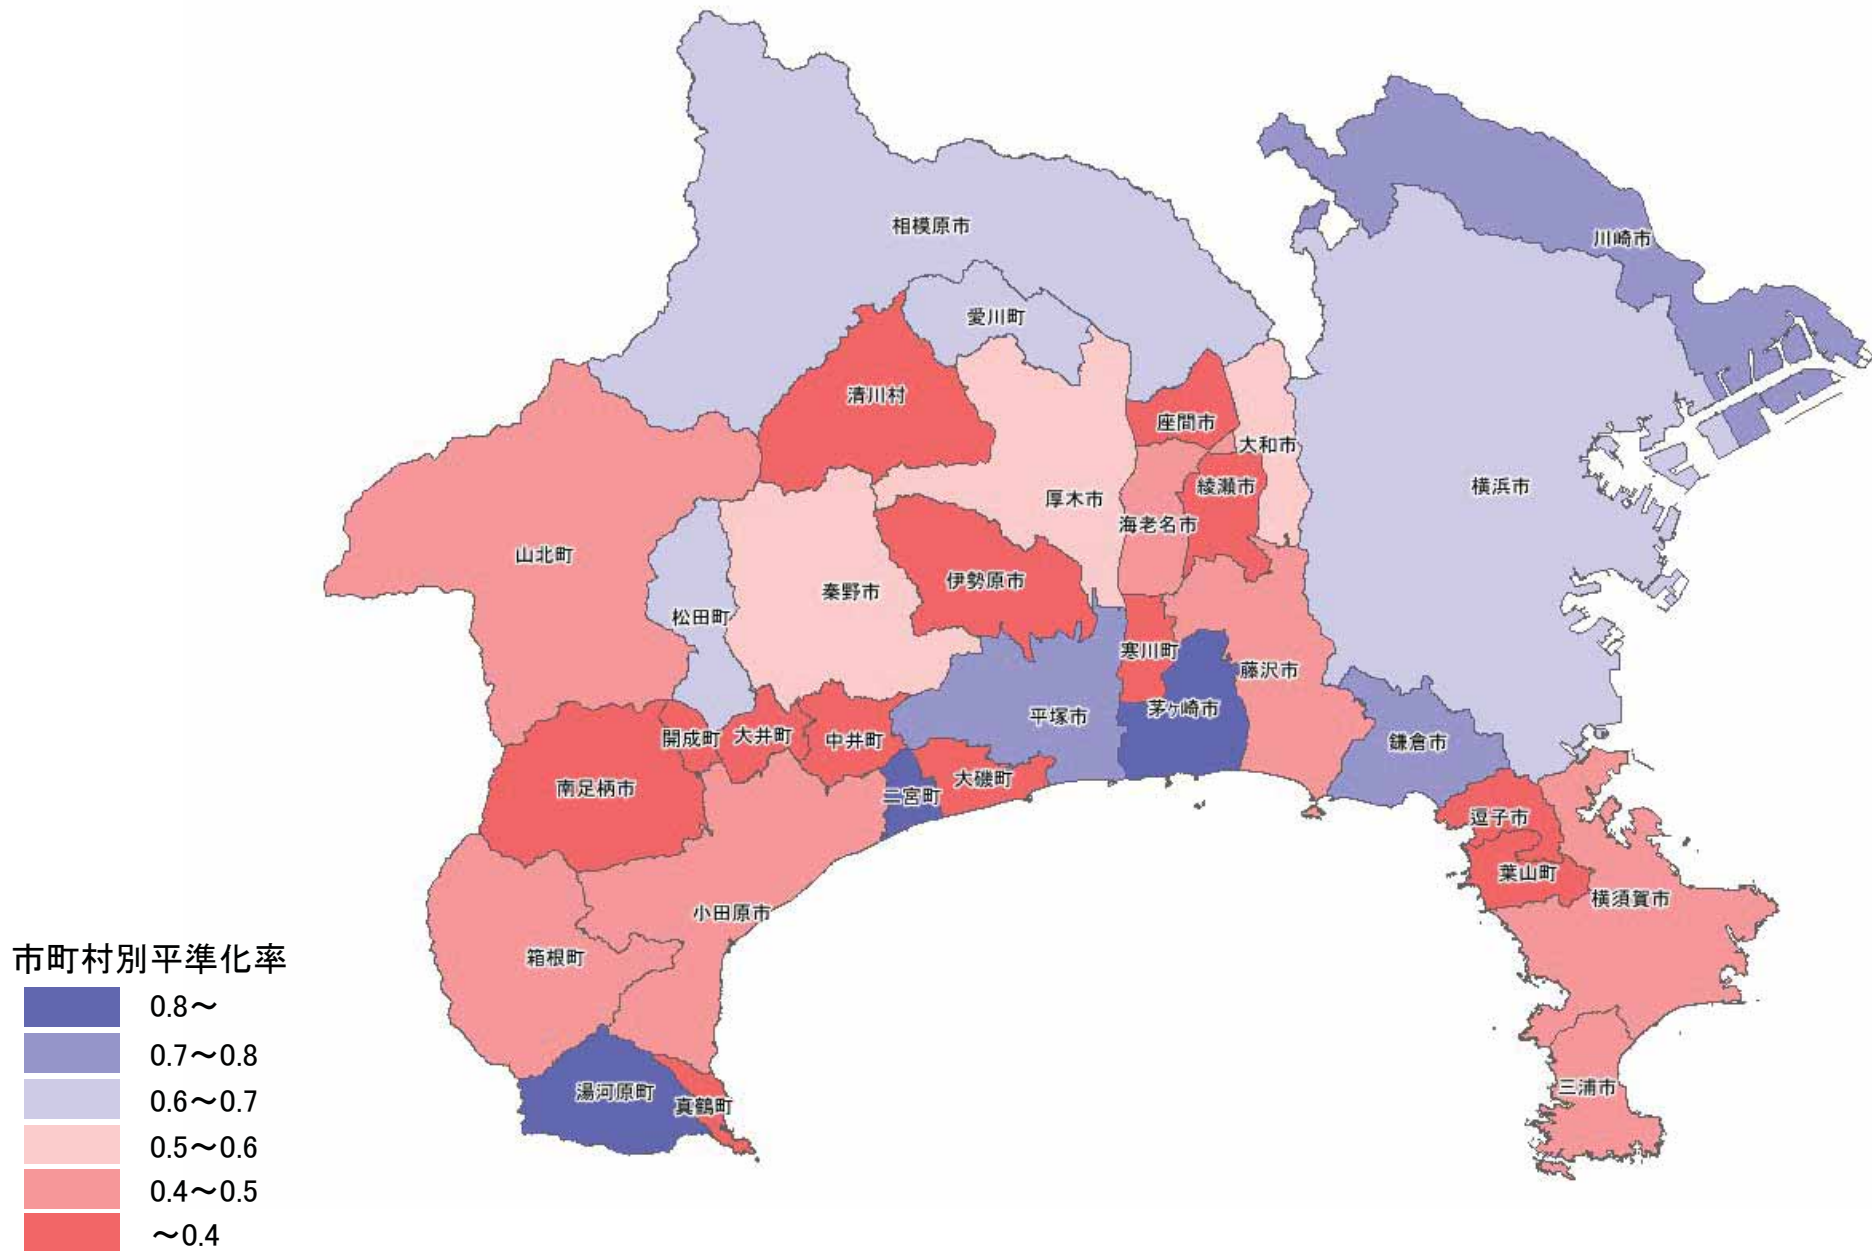 相模原市
川崎市
愛川町
清川村
座間市
大和市
綾瀬市
横浜市
厚木市
海老名市
山北町
伊勢原市
秦野市
松田町
寒川町
藤沢市
茅ヶ崎市
平塚市
開成町
大井町
中井町
鎌倉市
大磯町
南足柄市
二宮町
逗子市
葉山町
横須賀市
小田原市
箱根町
三浦市
湯河原町
真鶴町
市町村別平準化率
0.8～
0.7～0.8
0.6～0.7
0.5～0.6
0.4～0.5
～0.4